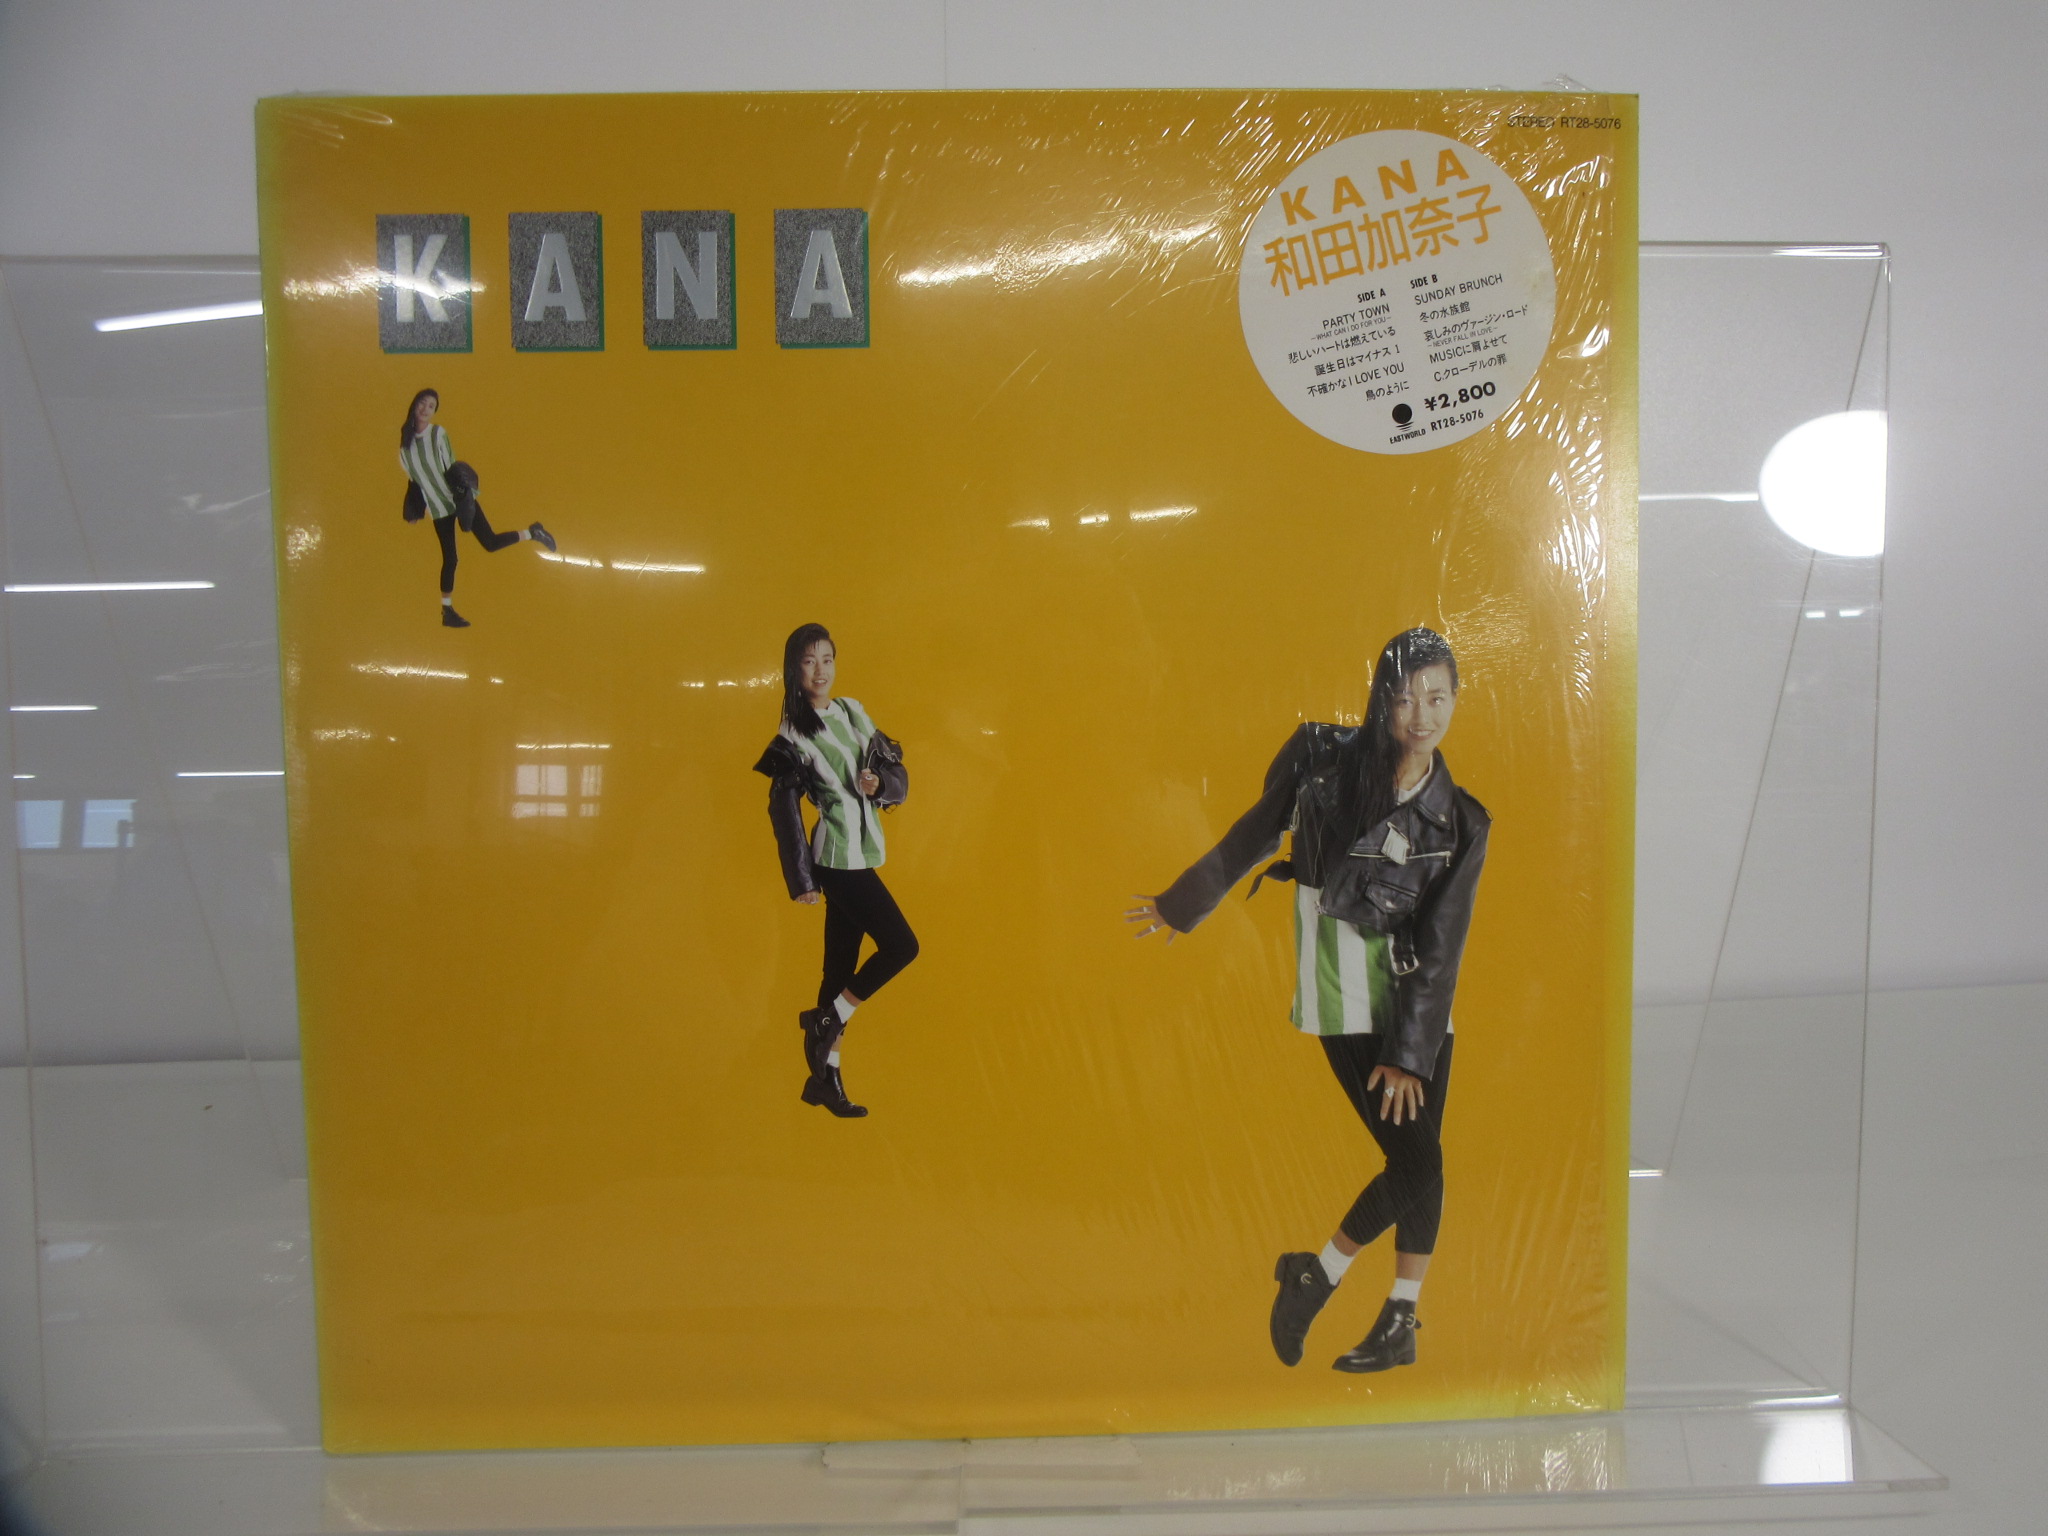 STEREO RT28-5076
KANA
KANA
和田加奈子
SIDE A
PARTY TOWN
-WHAT CAN I DO FOR YOU-
悲しいハートは燃えている
誕生日はマイナス1
不確かなI LOVE YOU
鳥のように
SIDE B
SUNDAY BRUNCH
冬の水族館
哀しみのヴァージン・ロード
-NEVER FALL IN LOVE-
MUSICに肩よせて
C.クローデルの罪
¥2,800
EASTWORLD RT28-5076